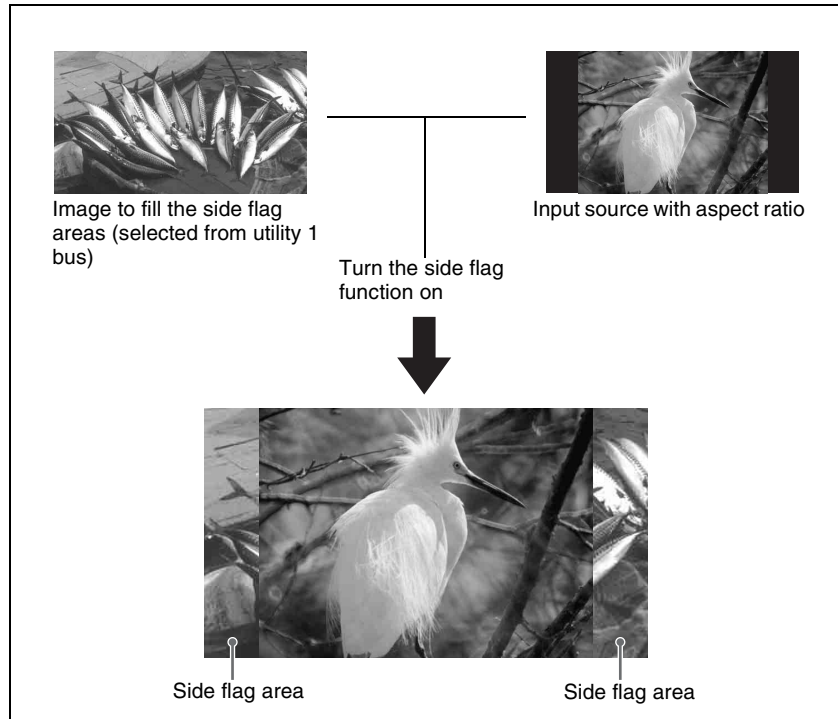 Image to fill the side flag
areas (selected from utility 1
bus)
Input source with aspect ratio
Turn the side flag
function on
Side flag area
Side flag area